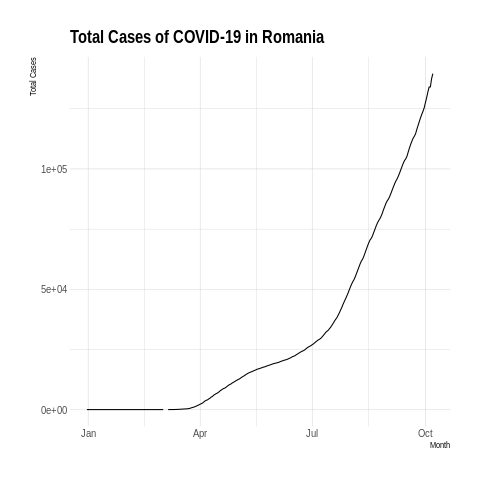 Total Cases of COVID-19 in Romania
Total Cases
1e+05
5e+04
0e+00
Jan Apr Jul Oct
Month